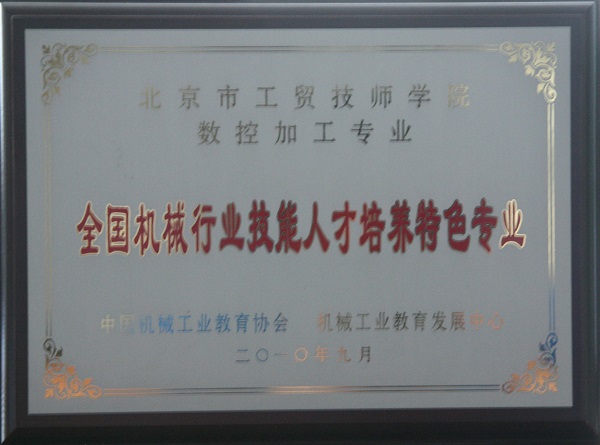 北京市工贸技师学院
数控加工专业
全国机械行业技能人才培养特色专业
中国机械工业教育协会 机械工业教育发展中心
二〇一〇年九月